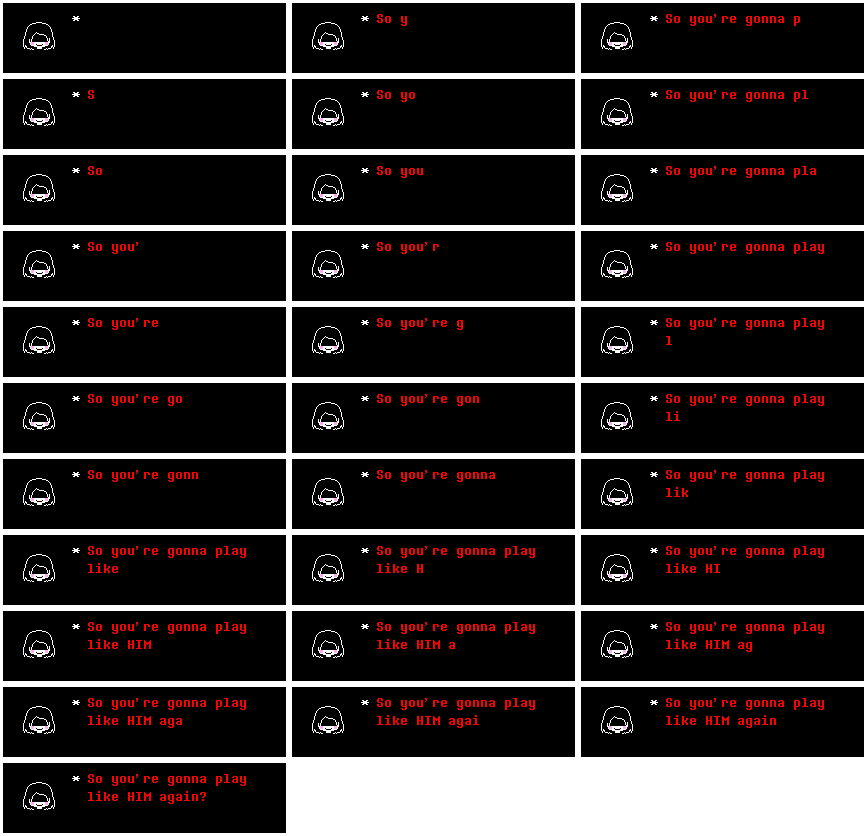 *
* So y
* So you're gonna p
* S
* So yo
* So you're gonna pl
* So
* So you
* So you're gonna pla
* So you'
* So you'r
* So you're gonna play
* So you're
* So you're g
* So you're gonna play
l
* So you're go
* So you're gon
* So you're gonna play
li
* So you're gonn
* So you're gonna
* So you're gonna play
lik
* So you're gonna play
like
* So you're gonna play
like H
* So you're gonna play
like HI
* So you're gonna play
like HIM
* So you're gonna play
like HIM a
* So you're gonna play
like HIM ag
* So you're gonna play
like HIM aga
* So you're gonna play
like HIM agai
* So you're gonna play
like HIM again
* So you're gonna play
like HIM again?